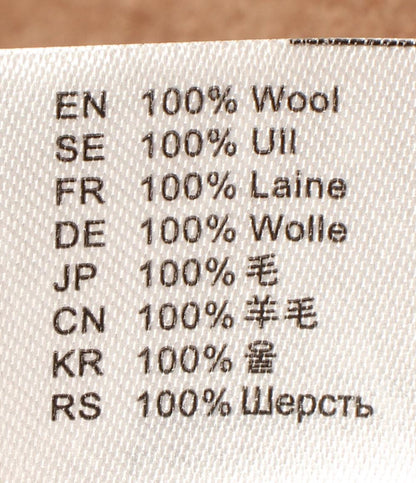 EN 100% Wool
SE 100% Ull
FR 100% Laine
DE 100% Wolle
JP 100% 毛
CN 100% 羊毛
KR 100% 울
RS 100% Шерсть